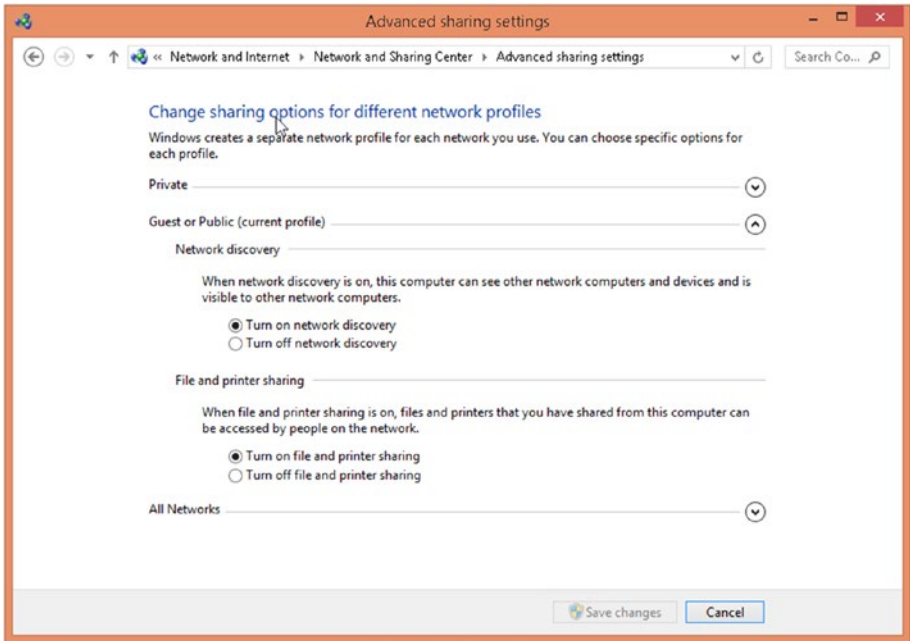 Advanced sharing settings
« Network and Internet ▸ Network and Sharing Center ▸ Advanced sharing settings
Search Co...
Change sharing options for different network profiles
Windows creates a separate network profile for each network you use. You can choose specific options for
each profile.
Private
Guest or Public (current profile)
Network discovery
When network discovery is on, this computer can see other network computers and devices and is
visible to other network computers.
Turn on network discovery
Turn off network discovery
File and printer sharing
When file and printer sharing is on, files and printers that you have shared from this computer can
be accessed by people on the network.
Turn on file and printer sharing
Turn off file and printer sharing
All Networks
Save changes
Cancel